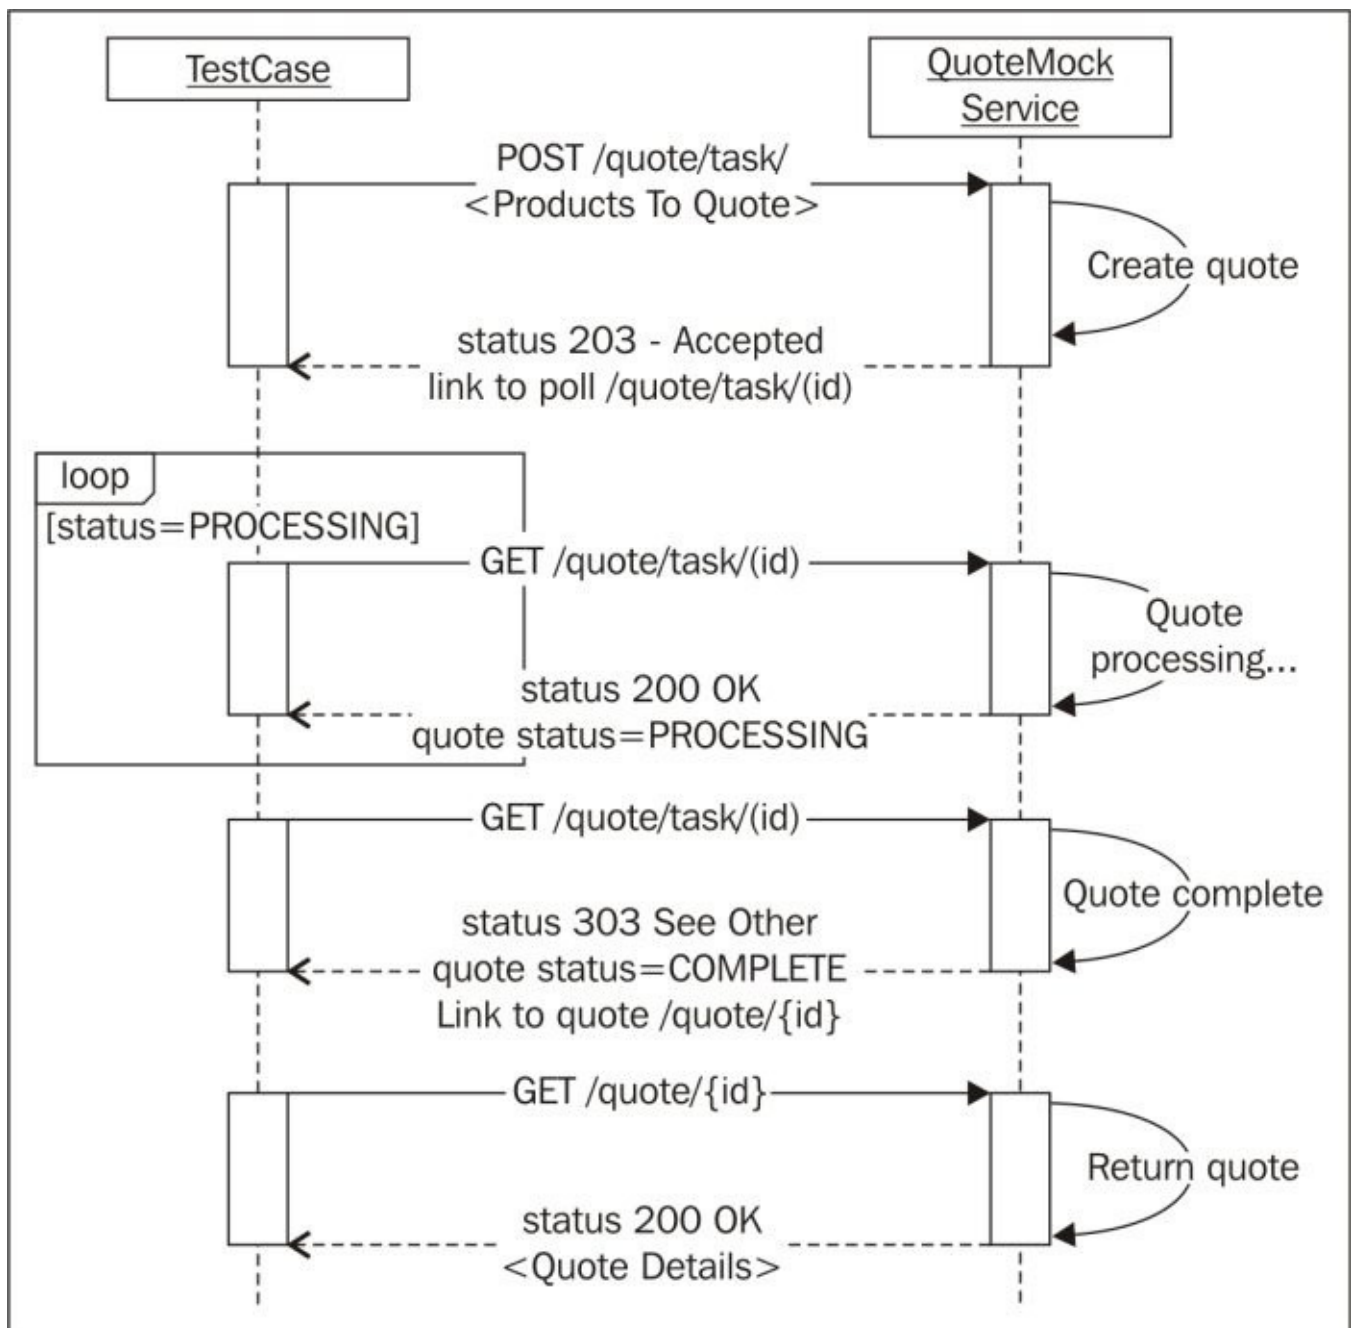 TestCase
QuoteMock
Service
POST /quote/task/
<Products To Quote>
Create quote
status 203 - Accepted
link to poll /quote/task/(id)
loop
[status=PROCESSING]
GET /quote/task/(id)
Quote
processing...
status 200 OK
quote status=PROCESSING
GET /quote/task/(id)
Quote complete
status 303 See Other
quote status=COMPLETE
Link to quote /quote/{id}
GET /quote/{id}
Return quote
status 200 OK
<Quote Details>